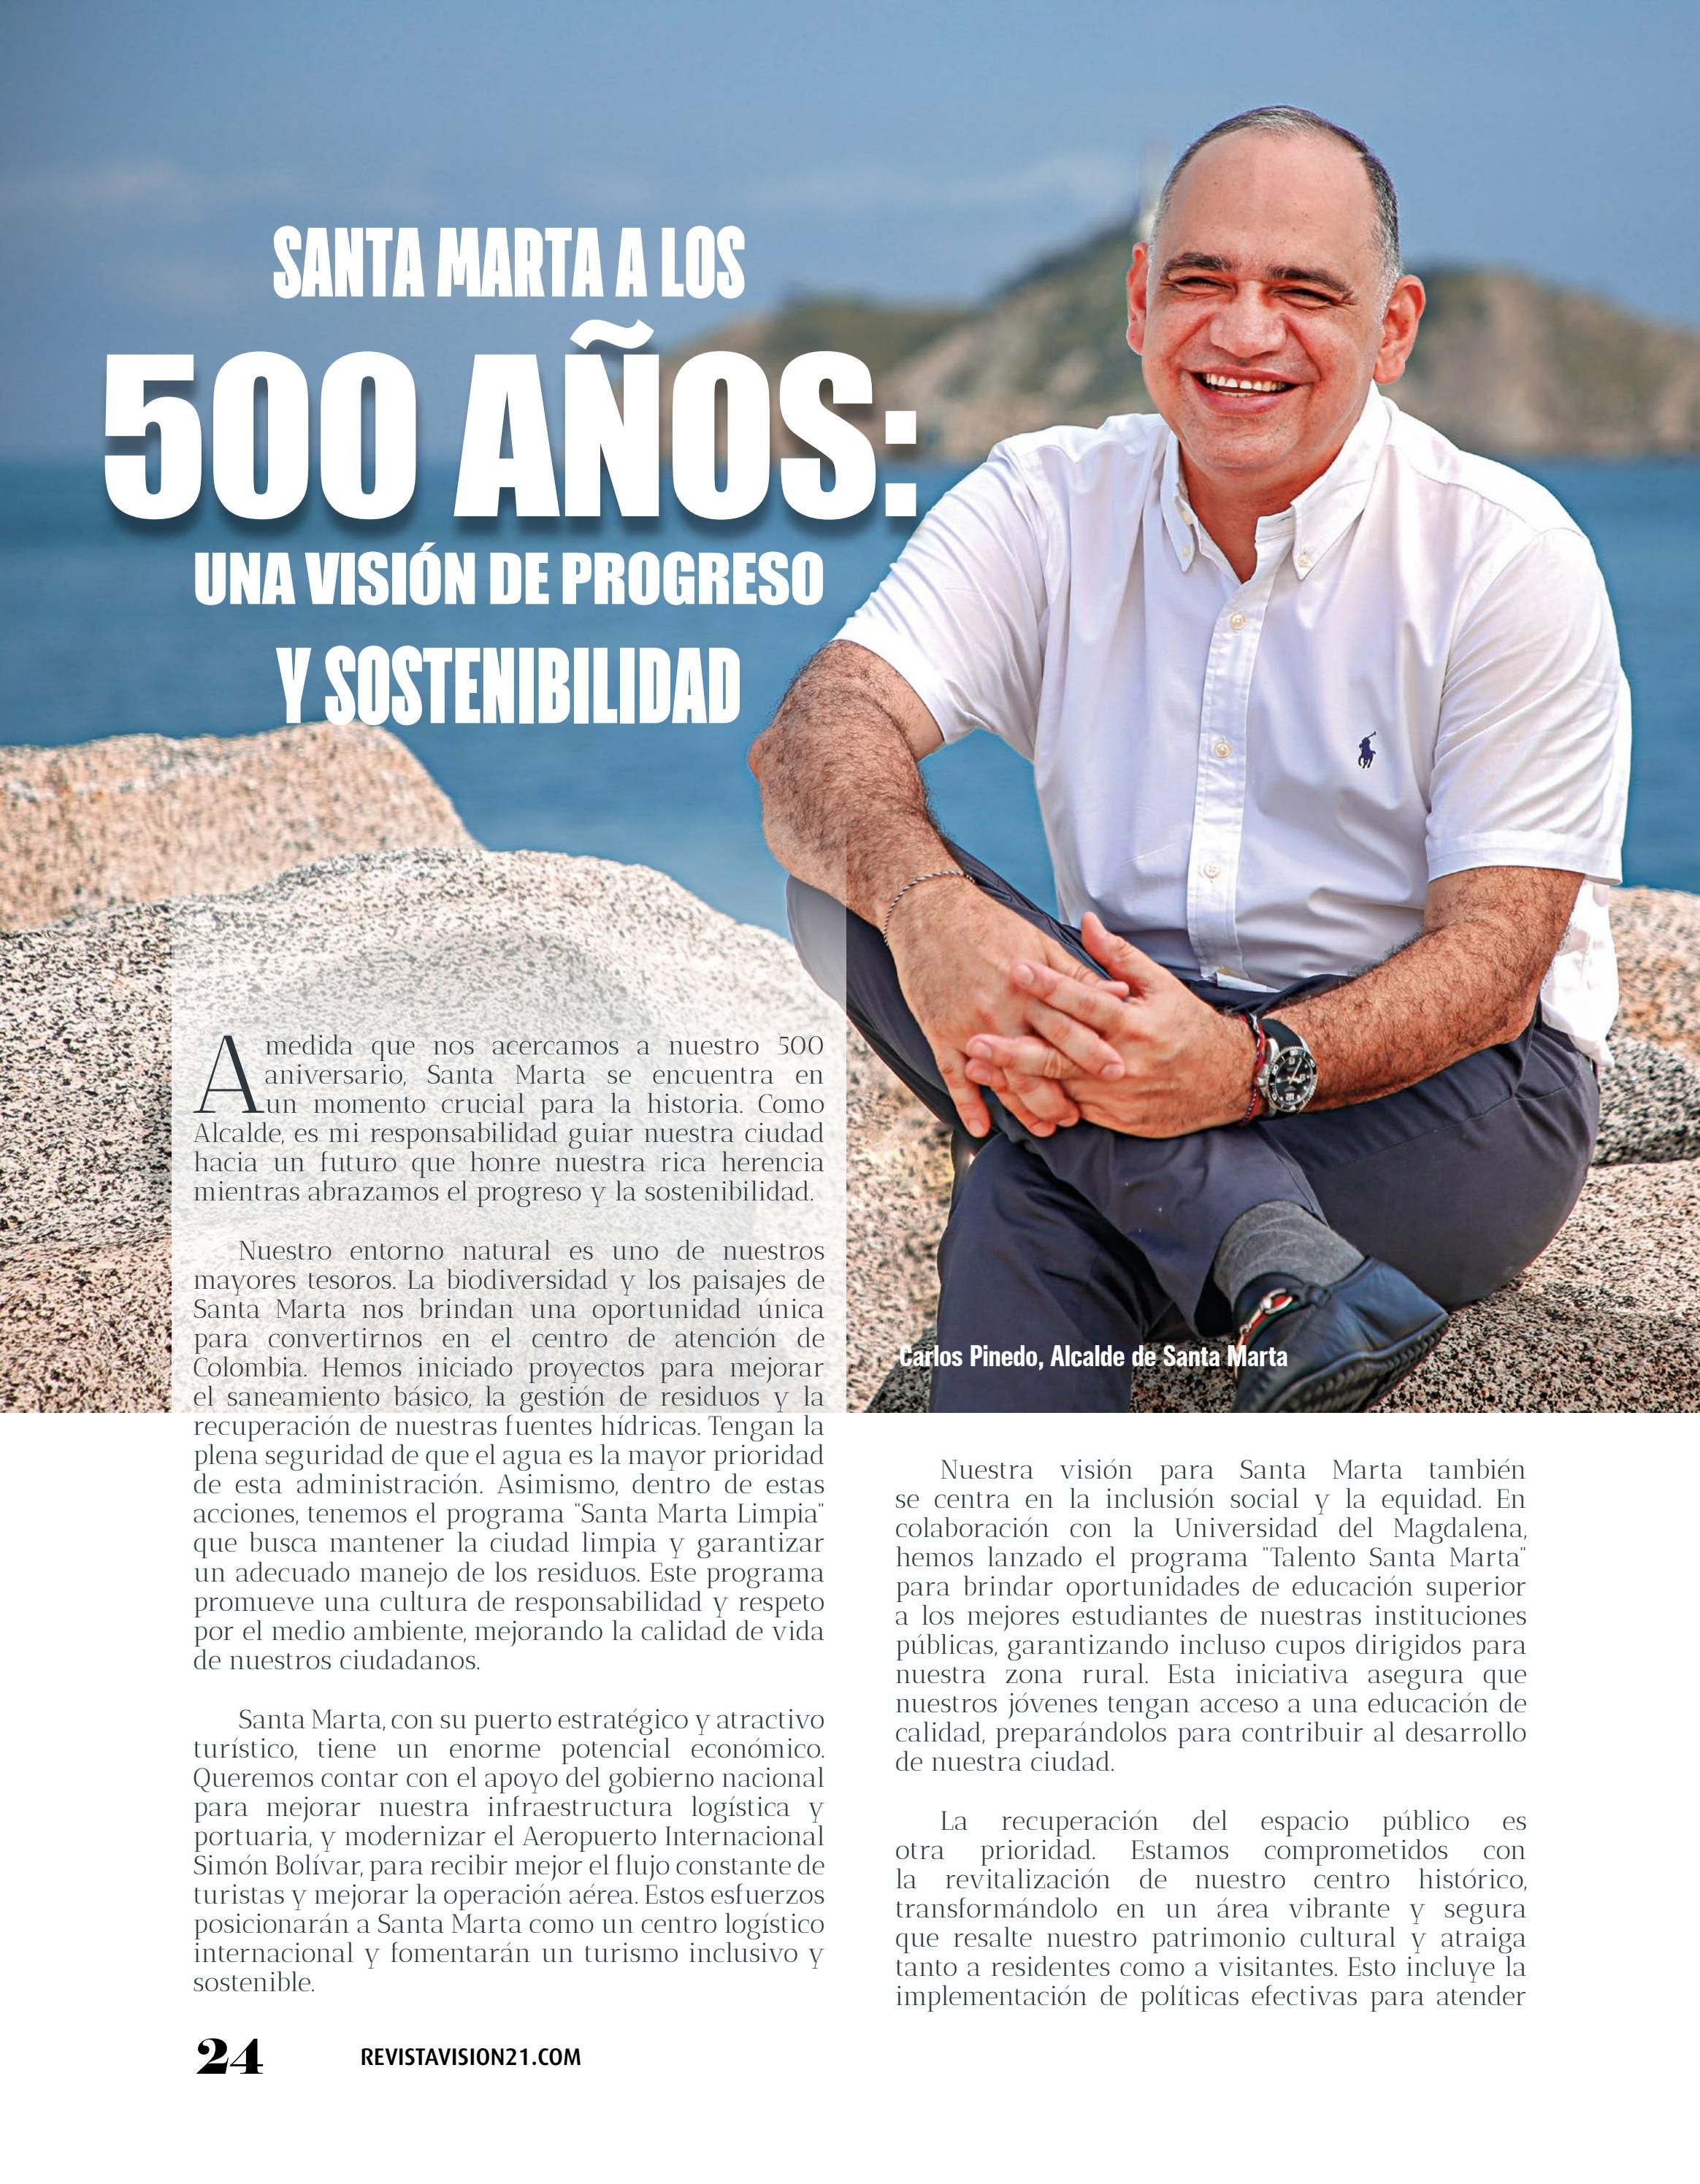 SANTA MARTA A LOS
500 AÑOS:
UNA VISIÓN DE PROGRESO
Y SOSTENIBILIDAD
A medida que nos acercamos a nuestro 500
aniversario, Santa Marta se encuentra en
un momento crucial para la historia. Como
Alcalde, es mi responsabilidad guiar nuestra ciudad
hacia un futuro que honre nuestra rica herencia
mientras abrazamos el progreso y la sostenibilidad.
Nuestro entorno natural es uno de nuestros
mayores tesoros. La biodiversidad y los paisajes de
Santa Marta nos brindan una oportunidad única
para convertirnos en el centro de atención de
Colombia. Hemos iniciado proyectos para mejorar
el saneamiento básico, la gestión de residuos y la
recuperación de nuestras fuentes hídricas. Tengan la
plena seguridad de que el agua es la mayor prioridad
de esta administración. Asimismo, dentro de estas
acciones, tenemos el programa "Santa Marta Limpia"
que busca mantener la ciudad limpia y garantizar
un adecuado manejo de los residuos. Este programa
promueve una cultura de responsabilidad y respeto
por el medio ambiente, mejorando la calidad de vida
de nuestros ciudadanos.
Santa Marta, con su puerto estratégico y atractivo
turístico, tiene un enorme potencial económico.
Queremos contar con el apoyo del gobierno nacional
para mejorar nuestra infraestructura logística y
portuaria, y modernizar el Aeropuerto Internacional
Simón Bolívar, para recibir mejor el flujo constante de
turistas y mejorar la operación aérea. Estos esfuerzos
posicionarán a Santa Marta como un centro logístico
internacional y fomentarán un turismo inclusivo y
sostenible.
Carlos Pinedo, Alcalde de Santa Marta
Nuestra visión para Santa Marta también
se centra en la inclusión social y la equidad. En
colaboración con la Universidad del Magdalena,
hemos lanzado el programa "Talento Santa Marta"
para brindar oportunidades de educación superior
a los mejores estudiantes de nuestras instituciones
públicas, garantizando incluso cupos dirigidos para
nuestra zona rural. Esta iniciativa asegura que
nuestros jóvenes tengan acceso a una educación de
calidad, preparándolos para contribuir al desarrollo
de nuestra ciudad.
La recuperación del espacio público es
otra prioridad. Estamos comprometidos con
la revitalización de nuestro centro histórico,
transformándolo en un área vibrante y segura
que resalte nuestro patrimonio cultural y atraiga
tanto a residentes como a visitantes. Esto incluye la
implementación de políticas efectivas para atender
24
REVISTAVISION21.COM